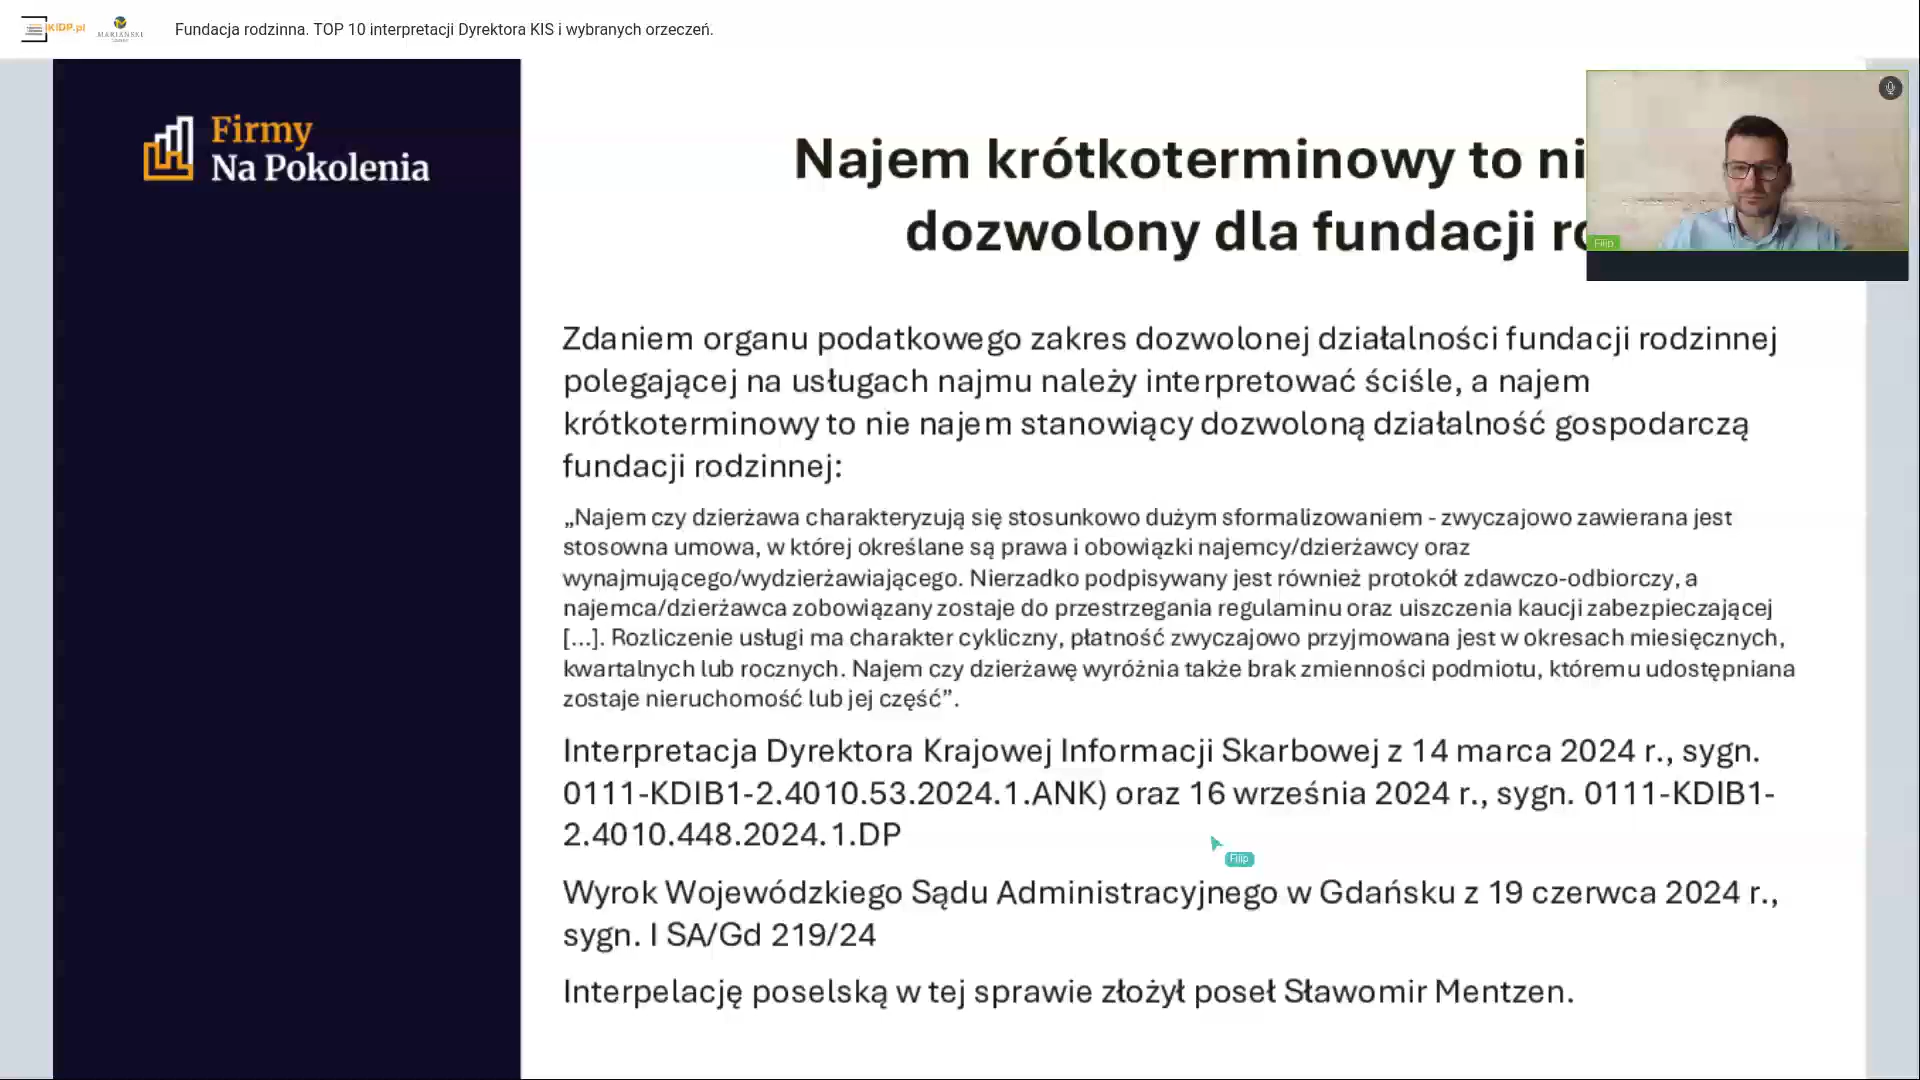 iKIDP.pl
MARIAŃSKI
Fundacja rodzinna. TOP 10 interpretacji Dyrektora KIS i wybranych orzeczeń.
Firmy
Na Pokolenia
Najem krótkoterminowy to ni
dozwolony dla fundacji ro
Filip
Zdaniem organu podatkowego zakres dozwolonej działalności fundacji rodzinnej
polegającej na usługach najmu należy interpretować ściśle, a najem
krótkoterminowy to nie najem stanowiący dozwoloną działalność gospodarczą
fundacji rodzinnej:
„Najem czy dzierżawa charakteryzują się stosunkowo dużym sformalizowaniem - zwyczajowo zawierana jest
stosowna umowa, w której określane są prawa i obowiązki najemcy/dzierżawcy oraz
wynajmującego/wydzierżawiającego. Nierzadko podpisywany jest również protokół zdawczo-odbiorczy, a
najemca/dzierżawca zobowiązany zostaje do przestrzegania regulaminu oraz uiszczenia kaucji zabezpieczającej
[...]. Rozliczenie usługi ma charakter cykliczny, płatność zwyczajowo przyjmowana jest w okresach miesięcznych,
kwartalnych lub rocznych. Najem czy dzierżawę wyróżnia także brak zmienności podmiotu, któremu udostępniana
zostaje nieruchomość lub jej część”.
Interpretacja Dyrektora Krajowej Informacji Skarbowej z 14 marca 2024 r., sygn.
0111-KDIB1-2.4010.53.2024.1.ANK) oraz 16 września 2024 r., sygn. 0111-KDIB1-
2.4010.448.2024.1.DP
Filip
Wyrok Wojewódzkiego Sądu Administracyjnego w Gdańsku z 19 czerwca 2024 r.,
sygn. I SA/Gd 219/24
Interpelację poselską w tej sprawie złożył poseł Sławomir Mentzen.